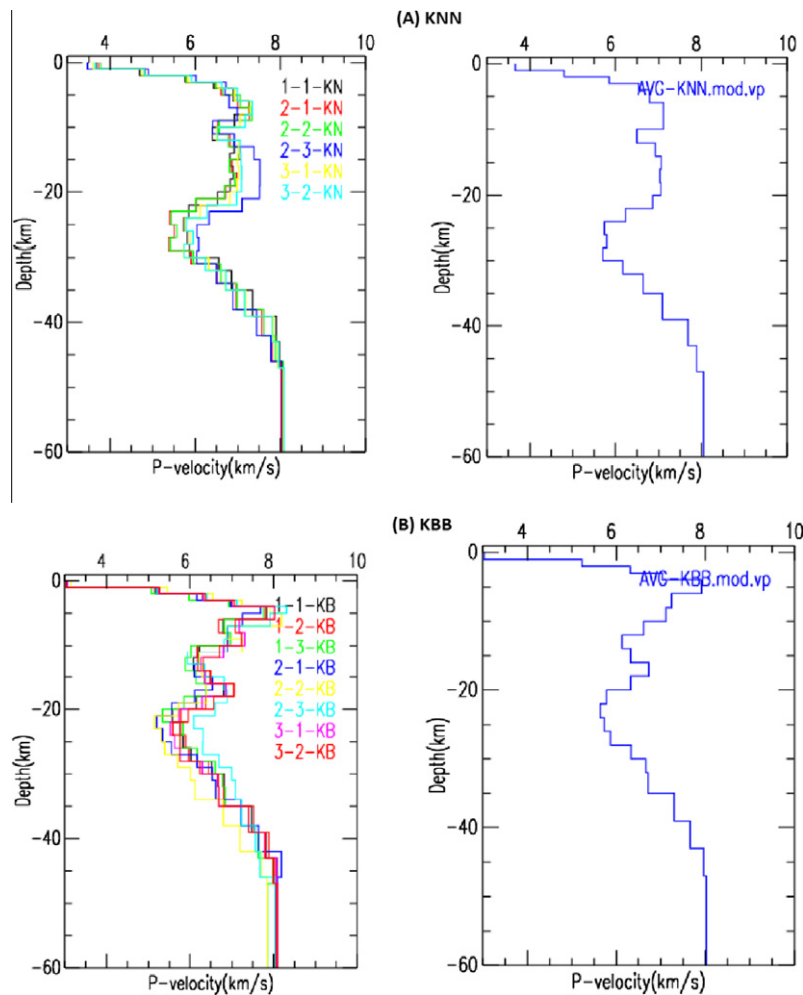 (A) KNN
4 6 8 10
0
-20
-40
-60
Depth(km)
P-velocity(km/s)
1-1-KN
2-1-KN
2-2-KN
2-3-KN
3-1-KN
3-2-KN
4 6 8 10
0
-20
-40
-60
Depth(km)
P-velocity(km/s)
AVG-KNN.mod.vp
(B) KBB
4 6 8 10
0
-20
-40
-60
Depth(km)
P-velocity(km/s)
1-1-KB
1-2-KB
1-3-KB
2-1-KB
2-2-KB
2-3-KB
3-1-KB
3-2-KB
4 6 8 10
0
-20
-40
-60
Depth(km)
P-velocity(km/s)
AVG-KBB.mod.vp